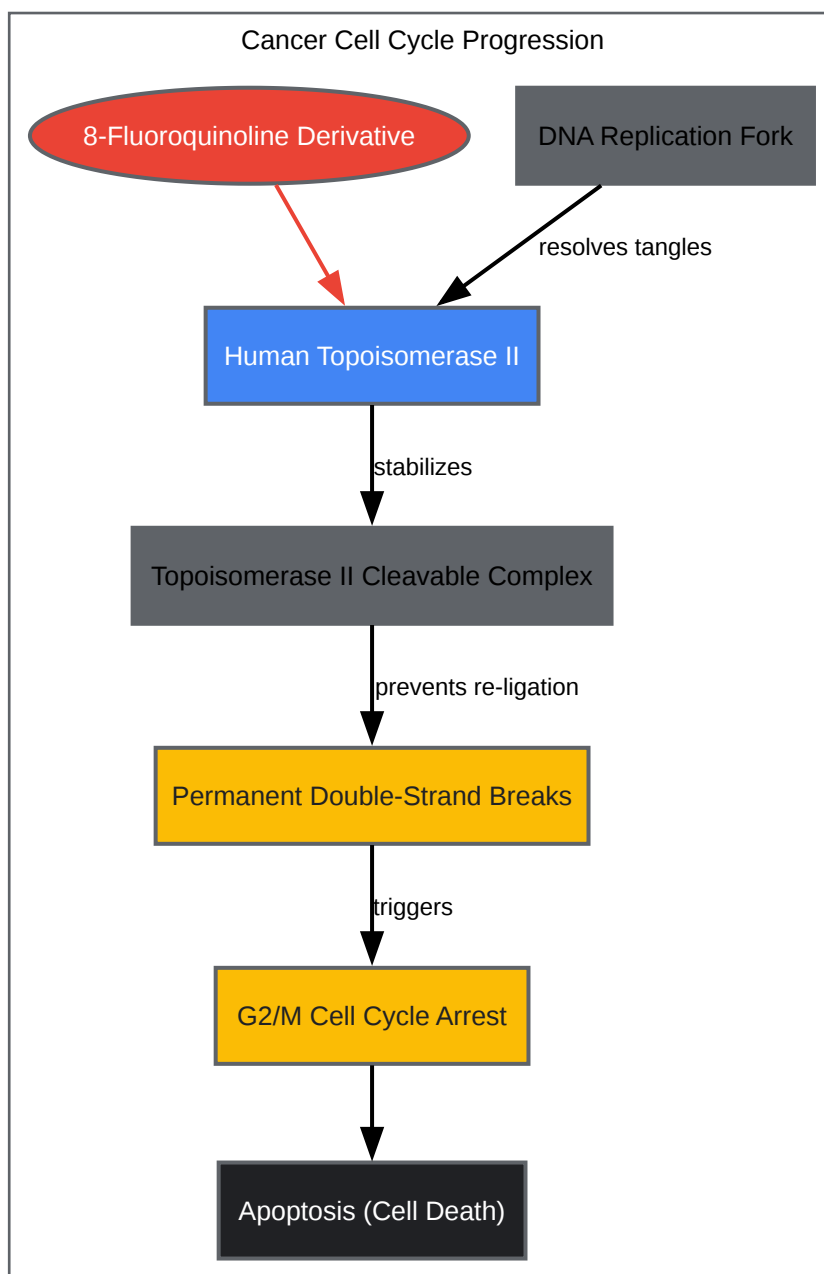 Cancer Cell Cycle Progression
8-Fluoroquinoline Derivative
DNA Replication Fork
resolves tangles
Human Topoisomerase II
stabilizes
Topoisomerase II Cleavable Complex
prevents re-ligation
Permanent Double-Strand Breaks
triggers
G2/M Cell Cycle Arrest
Apoptosis (Cell Death)